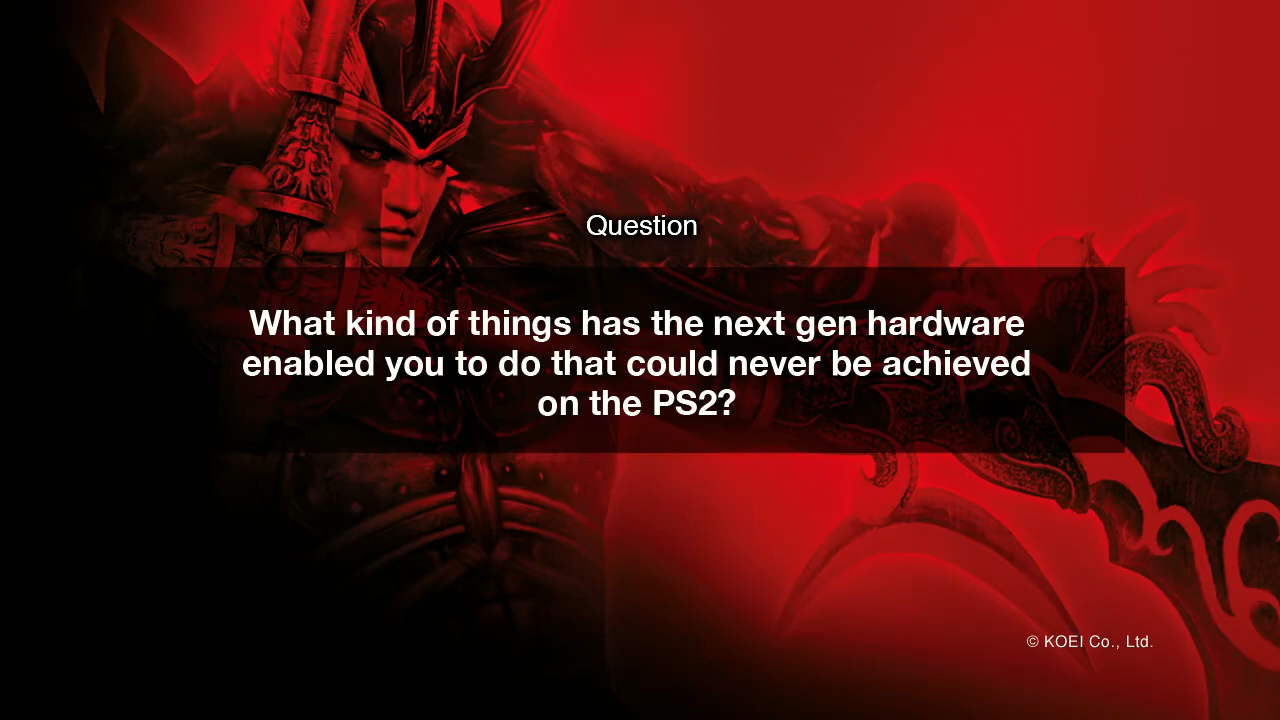 Question
What kind of things has the next gen hardware
enabled you to do that could never be achieved
on the PS2?
© KOEI Co., Ltd.